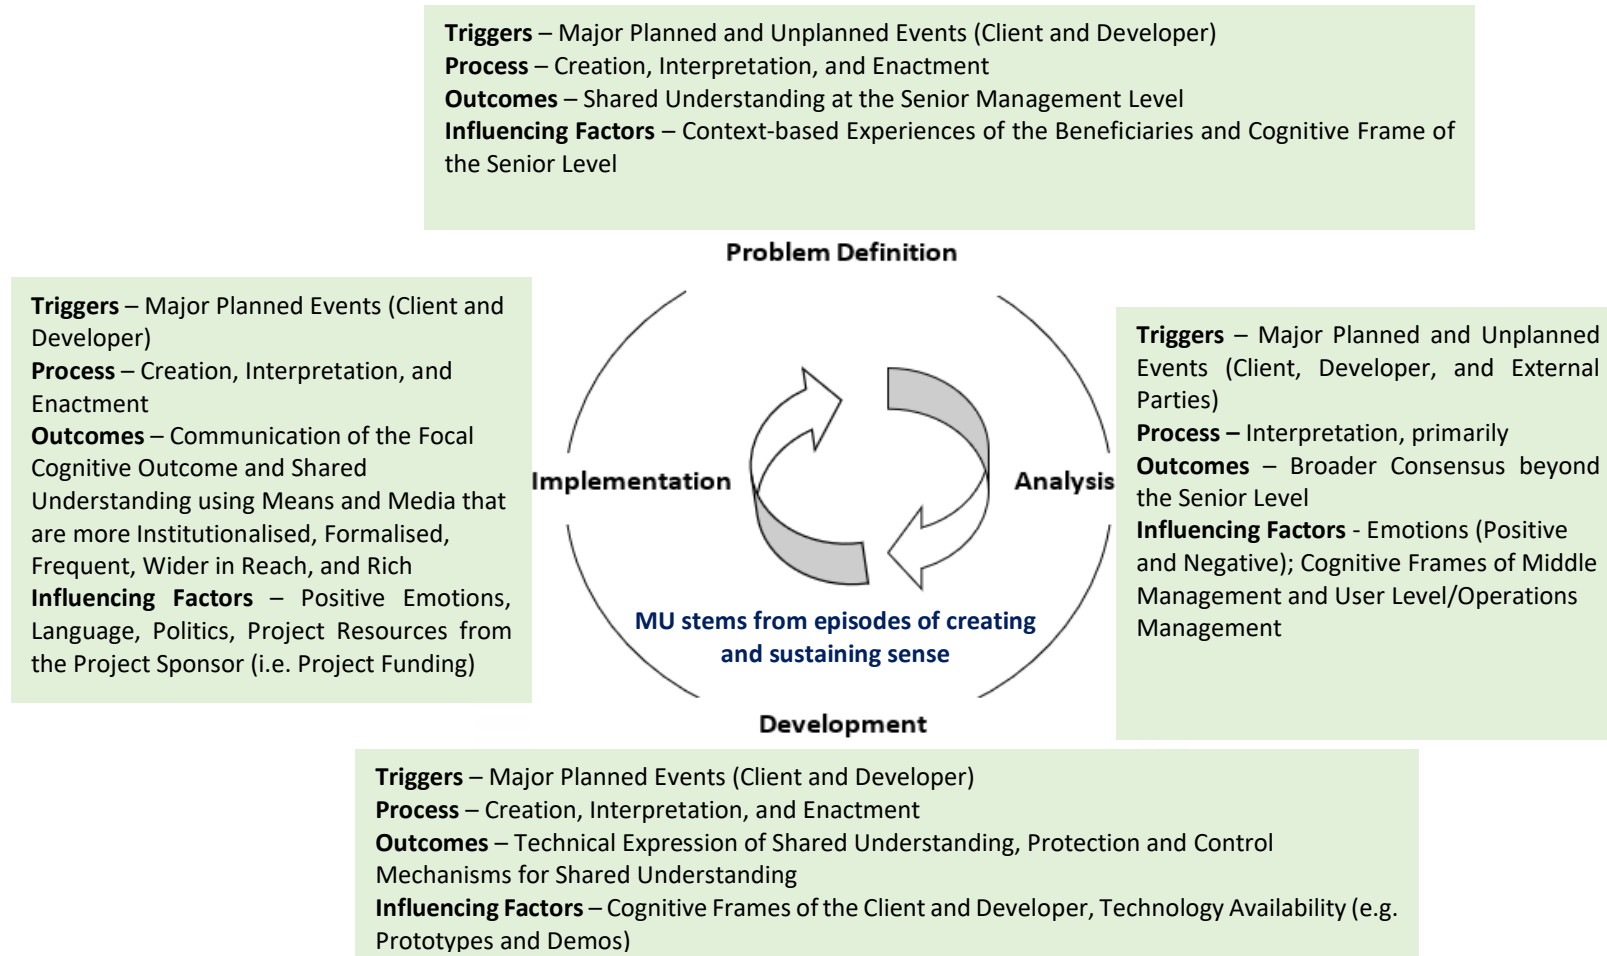 Triggers – Major Planned and Unplanned Events (Client and Developer)
Process – Creation, Interpretation, and Enactment
Outcomes – Shared Understanding at the Senior Management Level
Influencing Factors – Context-based Experiences of the Beneficiaries and Cognitive Frame of
the Senior Level
Problem Definition
Triggers – Major Planned Events (Client and
Developer)
Process – Creation, Interpretation, and
Enactment
Outcomes – Communication of the Focal
Cognitive Outcome and Shared
Understanding using Means and Media that
are more Institutionalised, Formalised,
Frequent, Wider in Reach, and Rich
Influencing Factors – Positive Emotions,
Language, Politics, Project Resources from
the Project Sponsor (i.e. Project Funding)
Implementation
Analysis
Triggers – Major Planned and Unplanned
Events (Client, Developer, and External
Parties)
Process – Interpretation, primarily
Outcomes – Broader Consensus beyond
the Senior Level
Influencing Factors - Emotions (Positive
and Negative); Cognitive Frames of Middle
Management and User Level/Operations
Management
MU stems from episodes of creating
and sustaining sense
Development
Triggers – Major Planned Events (Client and Developer)
Process – Creation, Interpretation, and Enactment
Outcomes – Technical Expression of Shared Understanding, Protection and Control
Mechanisms for Shared Understanding
Influencing Factors – Cognitive Frames of the Client and Developer, Technology Availability (e.g.
Prototypes and Demos)